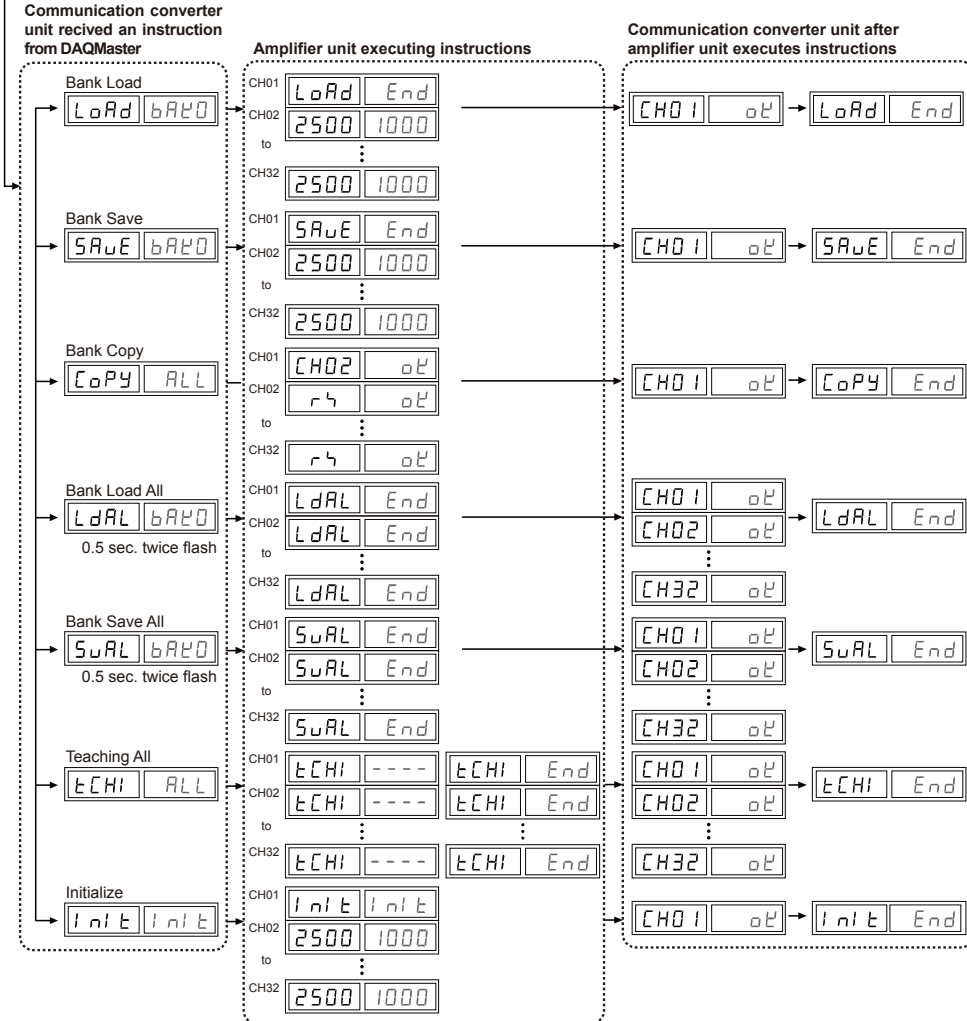 Communication converter
unit recived an instruction
from DAQMaster
Amplifier unit executing instructions
Communication converter unit after
amplifier unit executes instructions
Bank Load
LoAd bAK0
CH01 LoAd End
CH02 2500 1000
to
CH32 2500 1000
CH01 oK
LoAd End
Bank Save
SAvE bAK0
CH01 SAvE End
CH02 2500 1000
to
CH32 2500 1000
CH01 oK
SAvE End
Bank Copy
CoPY ALL
CH01 CH02 oK
CH02 rY oK
to
CH32 rY oK
CH01 oK
CoPY End
Bank Load All
LdAL bAK0
0.5 sec. twice flash
CH01 LdAL End
CH02 LdAL End
to
CH32 LdAL End
CH01 oK
CH02 oK
CH32 oK
LdAL End
Bank Save All
SvAL bAK0
0.5 sec. twice flash
CH01 SvAL End
CH02 SvAL End
to
CH32 SvAL End
CH01 oK
CH02 oK
CH32 oK
SvAL End
Teaching All
tCHI ALL
CH01 tCHI ---- tCHI End
CH02 tCHI ---- tCHI End
to
CH32 tCHI ---- tCHI End
CH01 oK
CH02 oK
CH32 oK
tCHI End
Initialize
InIt InIt
CH01 InIt InIt
CH02 2500 1000
to
CH32 2500 1000
CH01 oK
InIt End